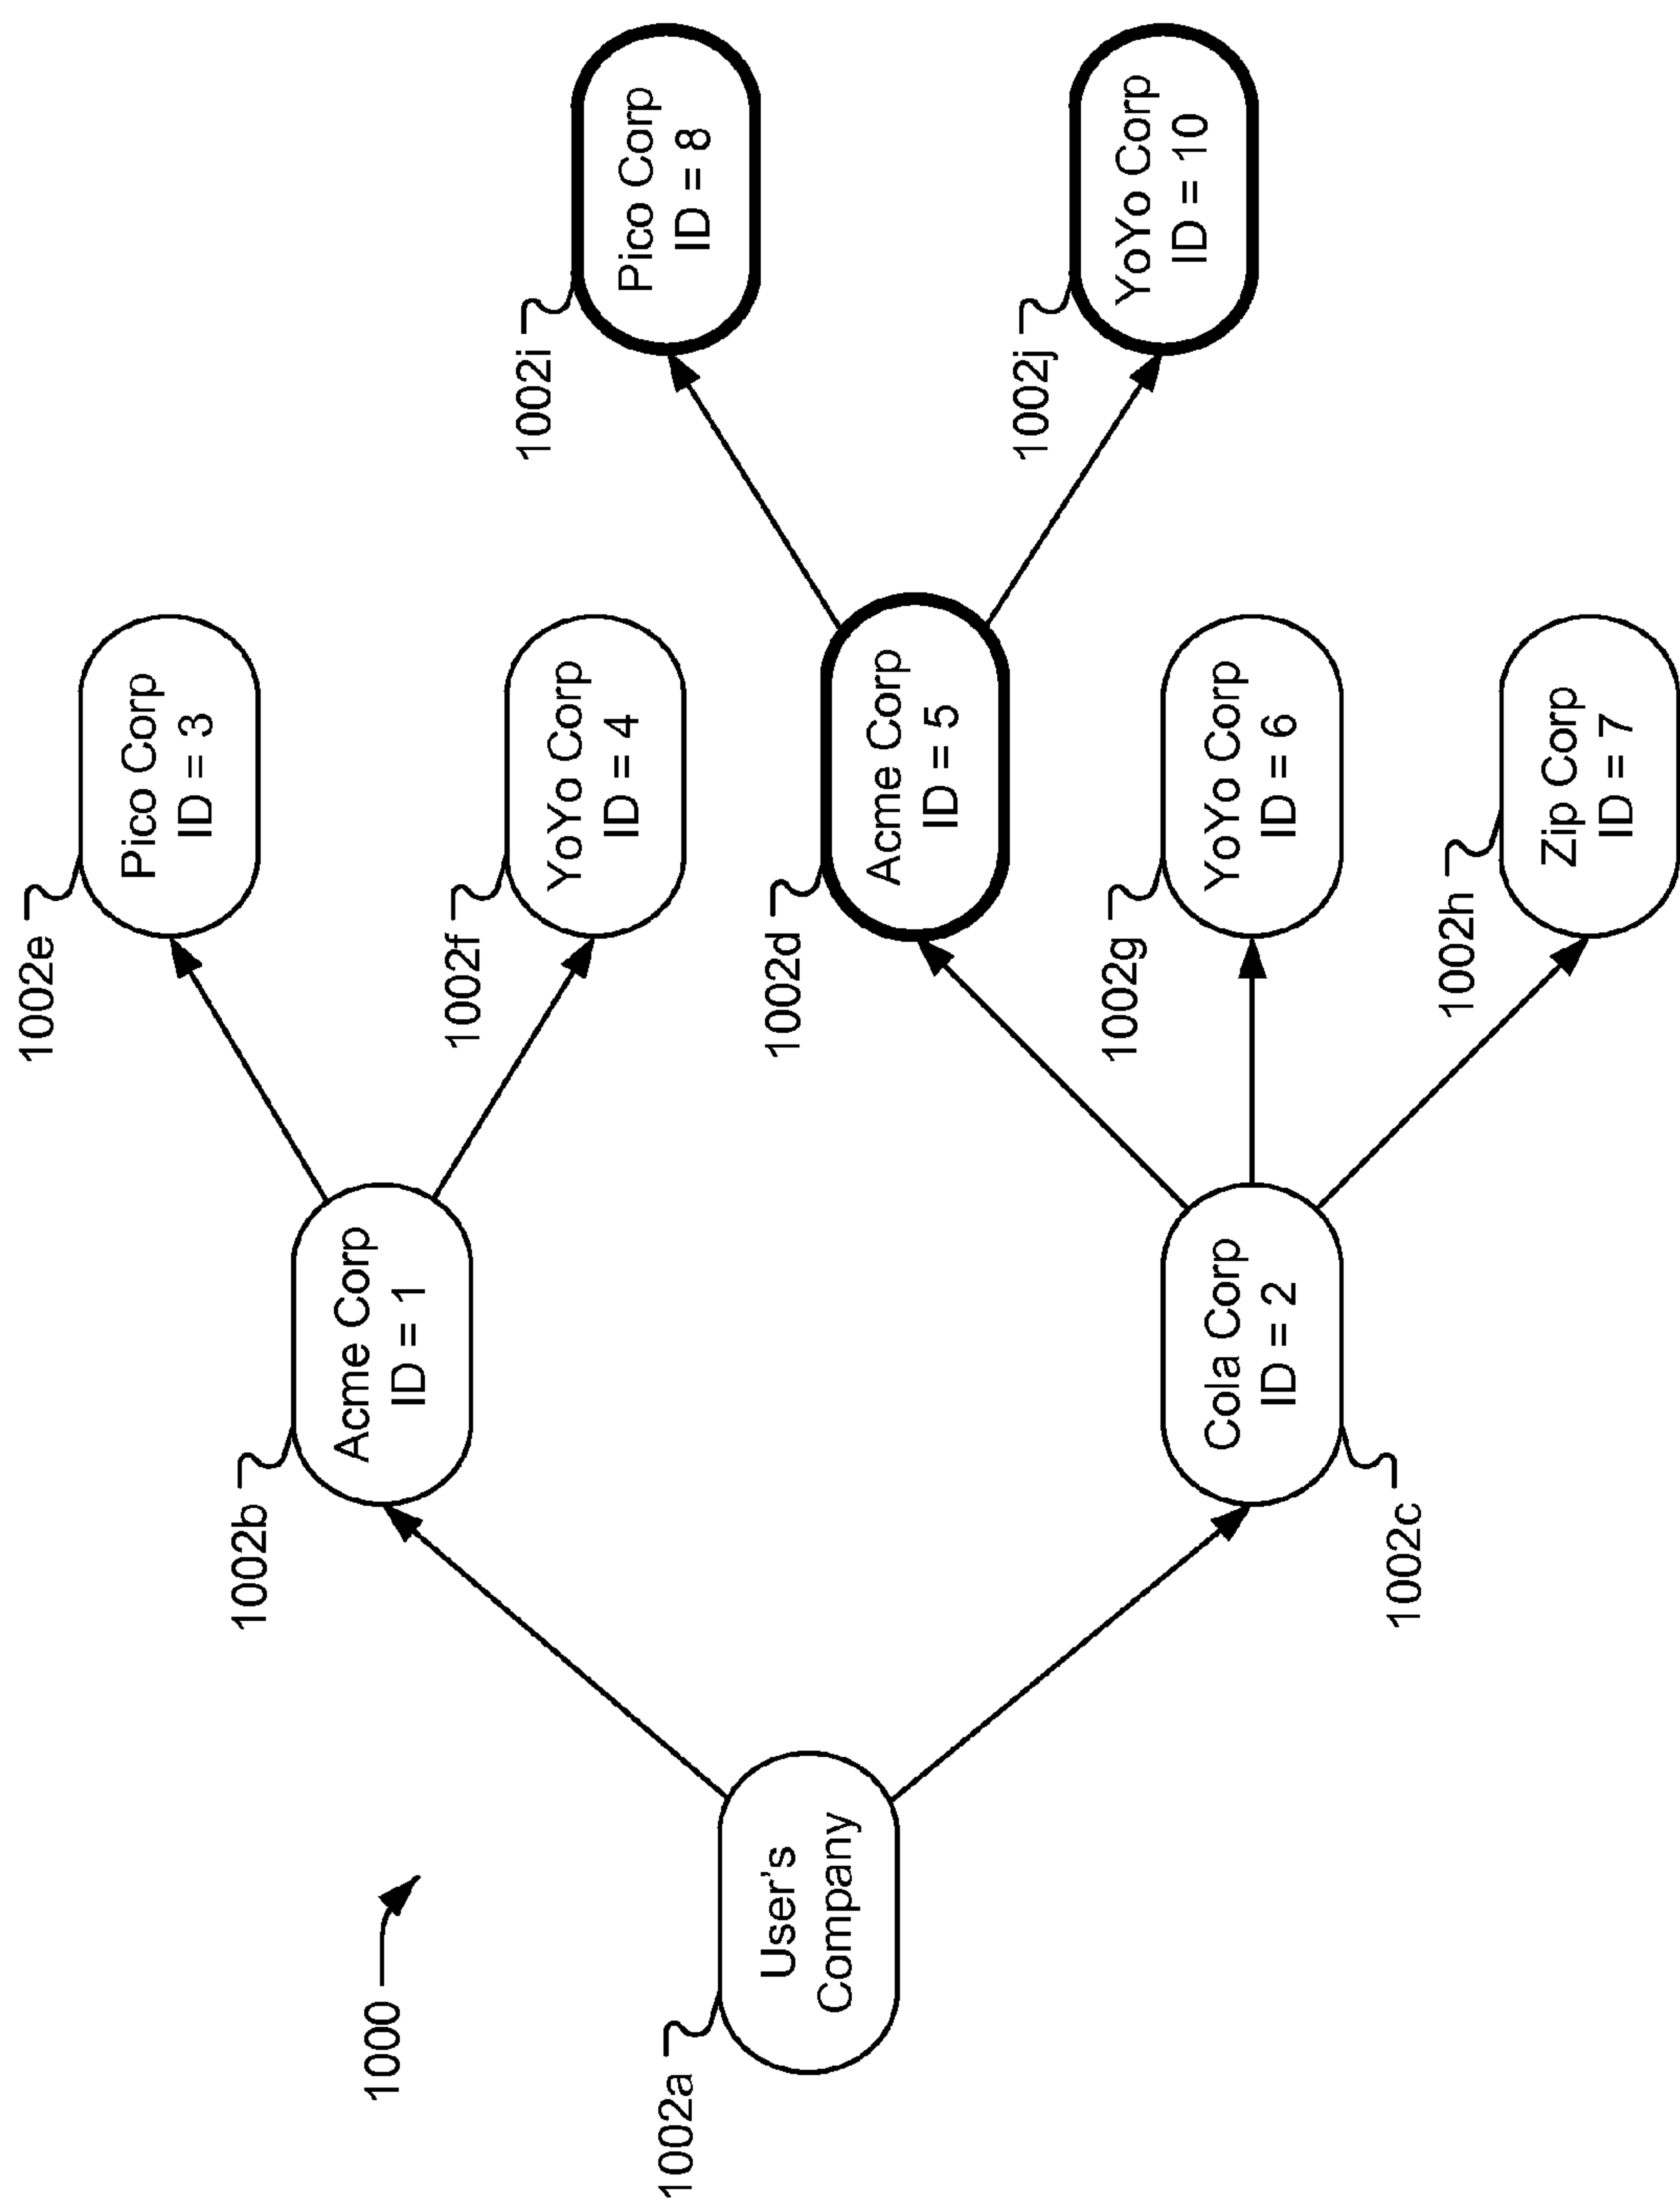 1000
1002a
User's
Company
1002b
Acme Corp
ID = 1
1002c
Cola Corp
ID = 2
1002e
Pico Corp
ID = 3
1002f
YoYo Corp
ID = 4
1002d
Acme Corp
ID = 5
1002g
YoYo Corp
ID = 6
1002h
Zip Corp
ID = 7
1002i
Pico Corp
ID = 8
1002j
YoYo Corp
ID = 10